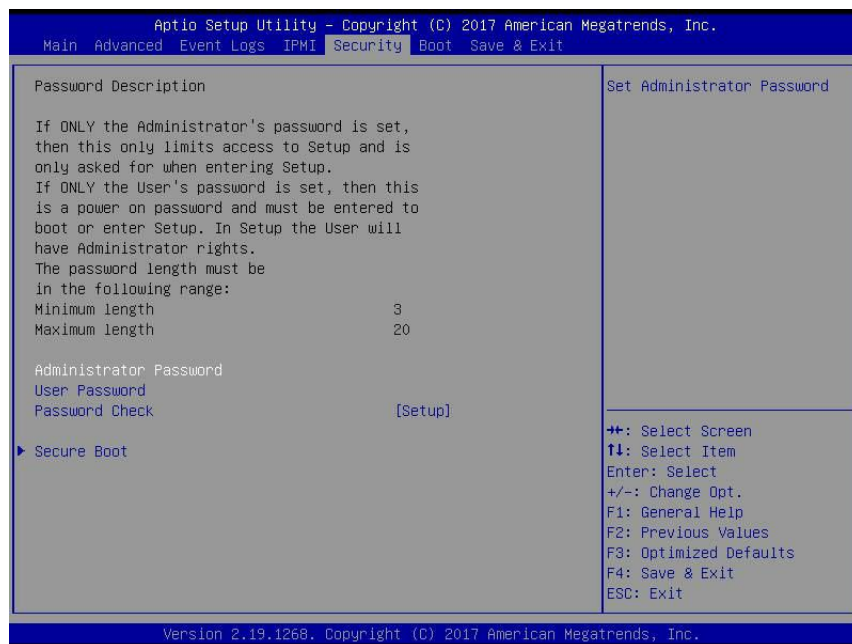 Aptio Setup Utility – Copyright (C) 2017 American Megatrends, Inc.
Main Advanced Event Logs IPMI Security Boot Save & Exit
Password Description
If ONLY the Administrator's password is set,
then this only limits access to Setup and is
only asked for when entering Setup.
If ONLY the User's password is set, then this
is a power on password and must be entered to
boot or enter Setup. In Setup the User will
have Administrator rights.
The password length must be
in the following range:
Minimum length 3
Maximum length 20
Administrator Password
User Password
Password Check [Setup]
Secure Boot
Set Administrator Password
→←: Select Screen
↑↓: Select Item
Enter: Select
+/-: Change Opt.
F1: General Help
F2: Previous Values
F3: Optimized Defaults
F4: Save & Exit
ESC: Exit
Version 2.19.1268. Copyright (C) 2017 American Megatrends, Inc.